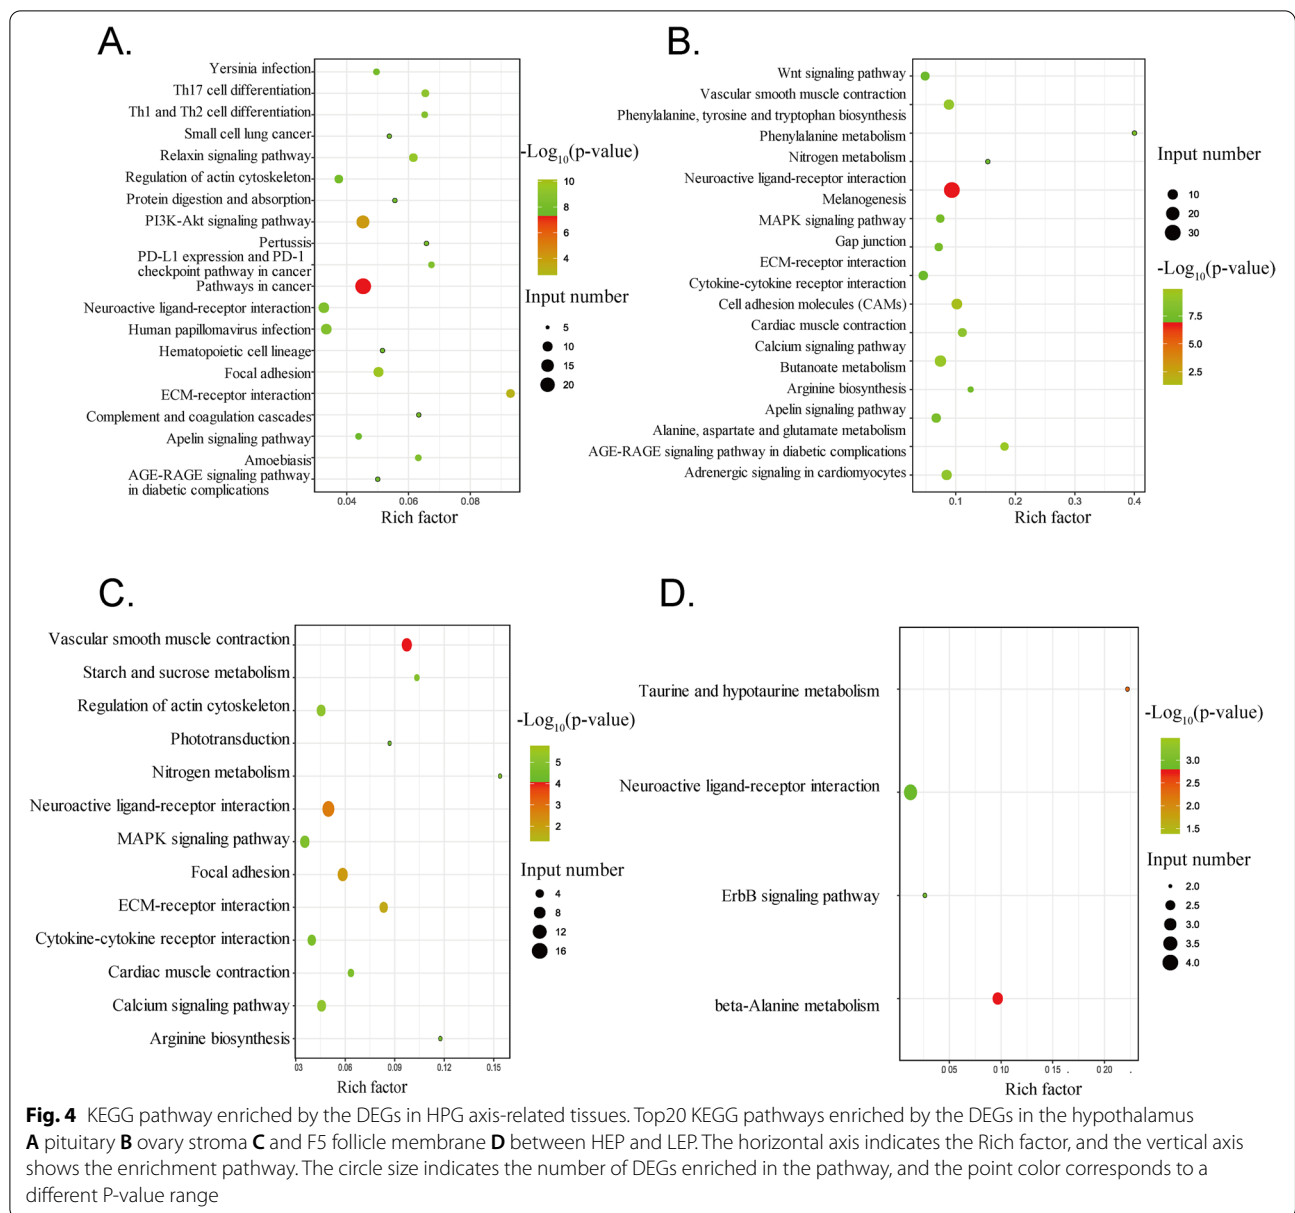 A.
Yersinia infection
Th17 cell differentiation
Th1 and Th2 cell differentiation
Small cell lung cancer
Relaxin signaling pathway
Regulation of actin cytoskeleton
Protein digestion and absorption
PI3K-Akt signaling pathway
Pertussis
PD-L1 expression and PD-1
checkpoint pathway in cancer
Pathways in cancer
Neuroactive ligand-receptor interaction
Human papillomavirus infection
Hematopoietic cell lineage
Focal adhesion
ECM-receptor interaction
Complement and coagulation cascades
Apelin signaling pathway
Amoebiasis
AGE-RAGE signaling pathway
in diabetic complications
0.04 0.06 0.08
Rich factor
-Log10(p-value)
10
8
6
4
Input number
5
10
15
20
B.
Wnt signaling pathway
Vascular smooth muscle contraction
Phenylalanine, tyrosine and tryptophan biosynthesis
Phenylalanine metabolism
Nitrogen metabolism
Neuroactive ligand-receptor interaction
Melanogenesis
MAPK signaling pathway
Gap junction
ECM-receptor interaction
Cytokine-cytokine receptor interaction
Cell adhesion molecules (CAMs)
Cardiac muscle contraction
Calcium signaling pathway
Butanoate metabolism
Arginine biosynthesis
Apelin signaling pathway
Alanine, aspartate and glutamate metabolism
AGE-RAGE signaling pathway in diabetic complications
Adrenergic signaling in cardiomyocytes
0.1 0.2 0.3 0.4
Rich factor
Input number
10
20
30
-Log10(p-value)
7.5
5.0
2.5
C.
Vascular smooth muscle contraction
Starch and sucrose metabolism
Regulation of actin cytoskeleton
Phototransduction
Nitrogen metabolism
Neuroactive ligand-receptor interaction
MAPK signaling pathway
Focal adhesion
ECM-receptor interaction
Cytokine-cytokine receptor interaction
Cardiac muscle contraction
Calcium signaling pathway
Arginine biosynthesis
03 0.06 0.09 0.12 0.15
Rich factor
-Log10(p-value)
5
4
3
2
Input number
4
8
12
16
D.
Taurine and hypotaurine metabolism
Neuroactive ligand-receptor interaction
ErbB signaling pathway
beta-Alanine metabolism
0 05 0 10 0 15 . 0 20 .
Rich factor
-Log10(p-value)
3.0
2.5
2.0
1.5
Input number
2.0
2.5
3.0
3.5
4.0
Fig. 4 KEGG pathway enriched by the DEGs in HPG axis-related tissues. Top20 KEGG pathways enriched by the DEGs in the hypothalamus
A pituitary B ovary stroma C and F5 follicle membrane D between HEP and LEP. The horizontal axis indicates the Rich factor, and the vertical axis
shows the enrichment pathway. The circle size indicates the number of DEGs enriched in the pathway, and the point color corresponds to a
different P-value range